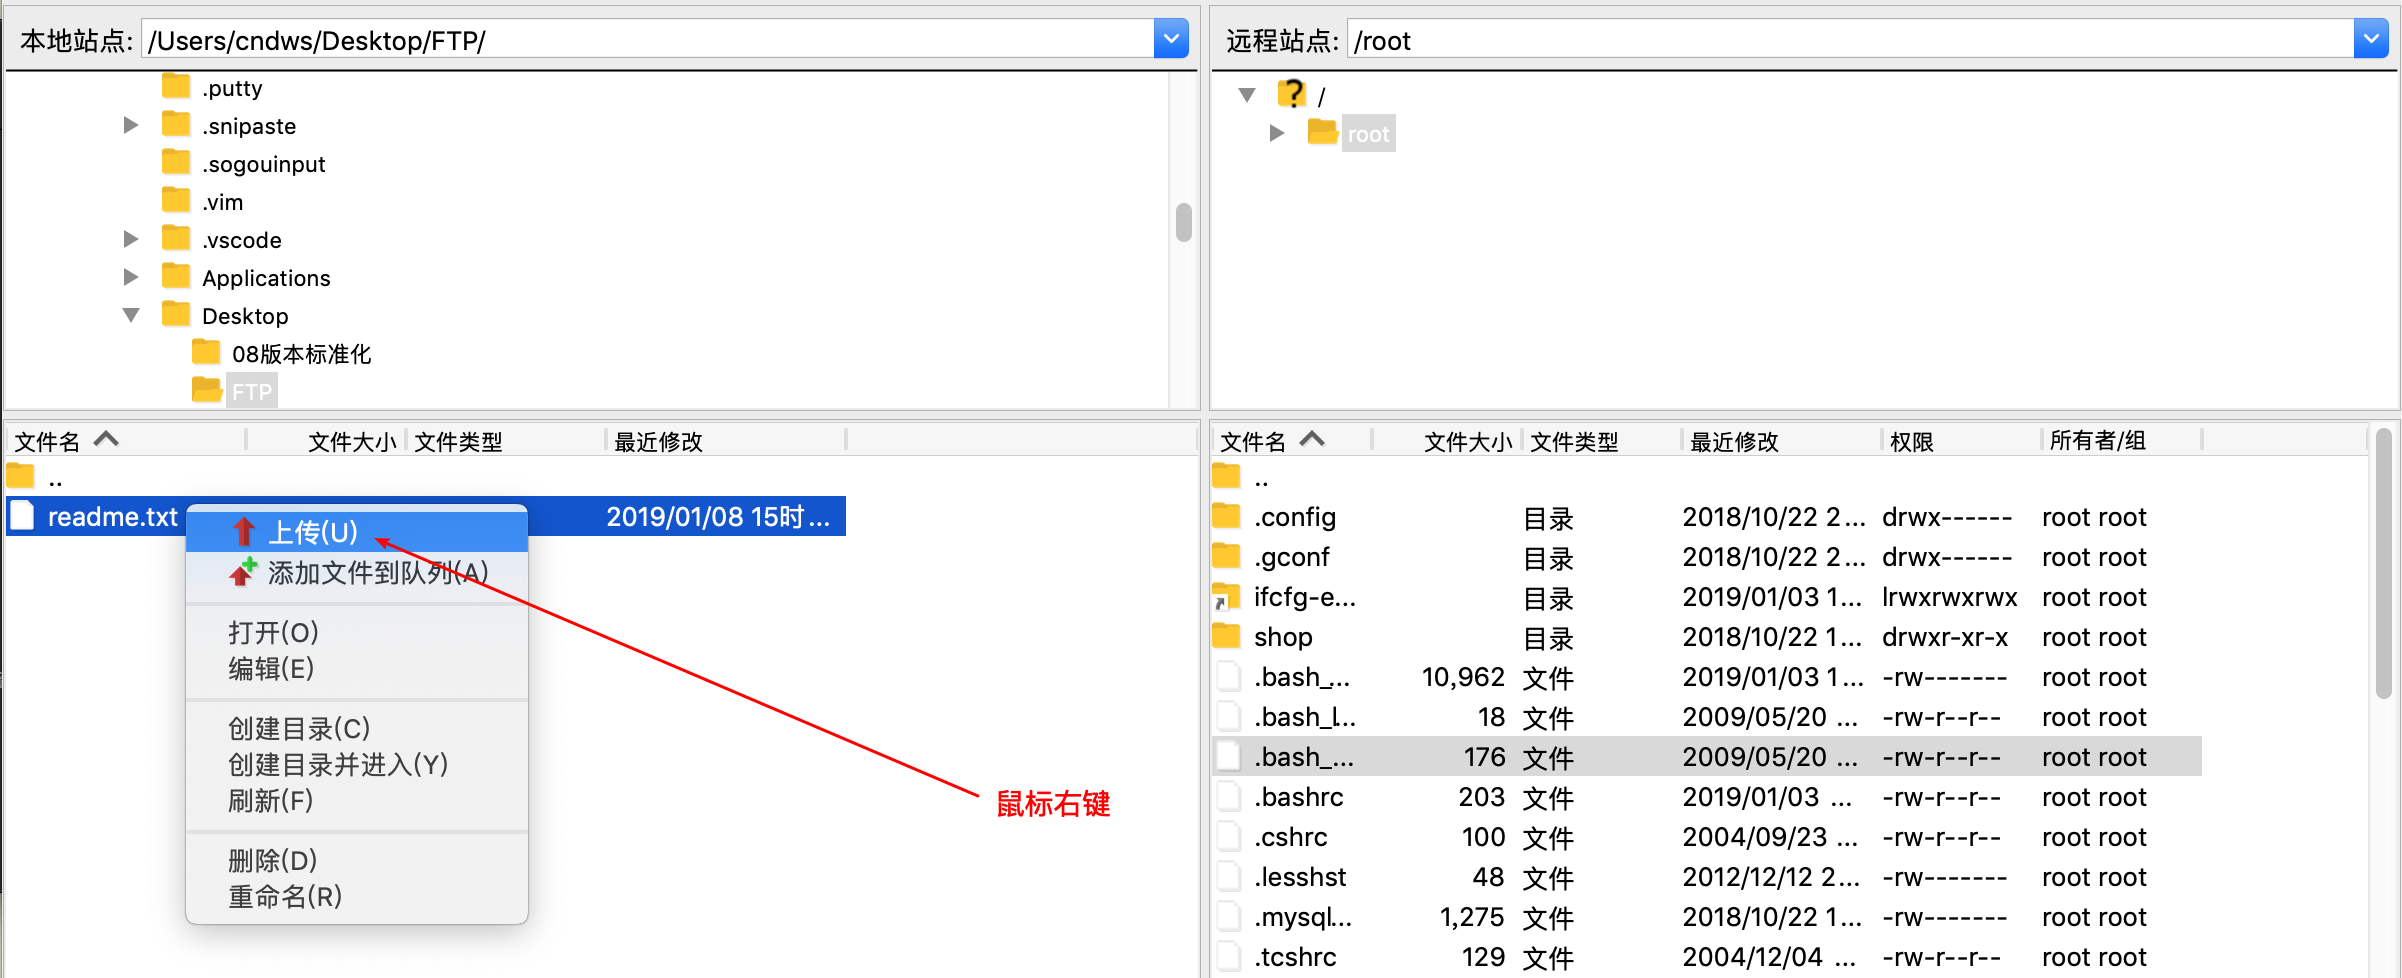 本地站点: /Users/cndws/Desktop/FTP/
.putty
.snipaste
.sogouinput
.vim
.vscode
Applications
Desktop
08版本标准化
FTP
文件名 文件大小 文件类型 最近修改
..
readme.txt 2019/01/08 15时...
上传(U)
添加文件到队列(A)
打开(O)
编辑(E)
创建目录(C)
创建目录并进入(Y)
刷新(F)
删除(D)
重命名(R)
鼠标右键
远程站点: /root
/
root
文件名 文件大小 文件类型 最近修改 权限 所有者/组
..
.config 目录 2018/10/22 2... drwx------ root root
.gconf 目录 2018/10/22 2... drwx------ root root
ifcfg-e... 目录 2019/01/03 1... lrwxrwxrwx root root
shop 目录 2018/10/22 1... drwxr-xr-x root root
.bash_... 10,962 文件 2019/01/03 1... -rw------- root root
.bash_l... 18 文件 2009/05/20 ... -rw-r--r-- root root
.bash_... 176 文件 2009/05/20 ... -rw-r--r-- root root
.bashrc 203 文件 2019/01/03 ... -rw-r--r-- root root
.cshrc 100 文件 2004/09/23 ... -rw-r--r-- root root
.lesshst 48 文件 2012/12/12 2... -rw------- root root
.mysql... 1,275 文件 2018/10/22 1... -rw------- root root
.tcshrc 129 文件 2004/12/04 ... -rw-r--r-- root root